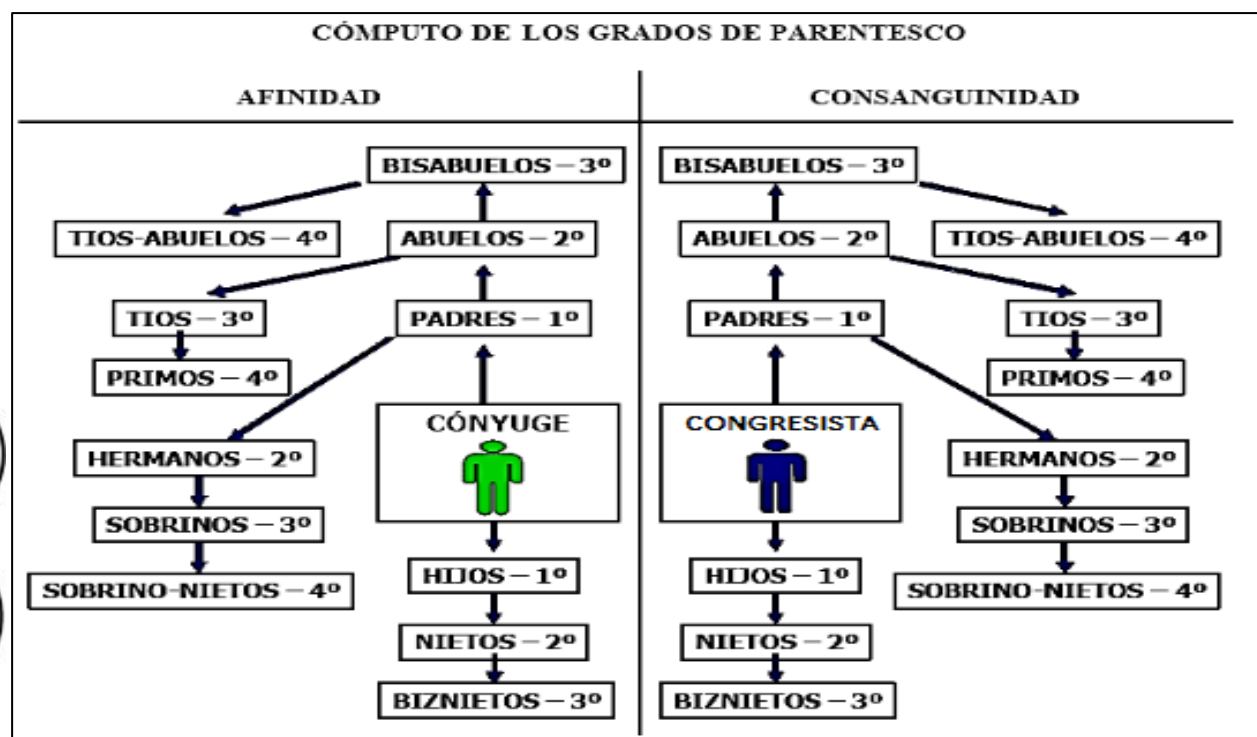 CÓMPUTO DE LOS GRADOS DE PARENTESCO
AFINIDAD
CONSANGUINIDAD
BISABUELOS – 3º
TIOS-ABUELOS – 4º
ABUELOS – 2º
TIOS – 3º
PADRES – 1º
PRIMOS – 4º
CÓNYUGE
HERMANOS – 2º
SOBRINOS – 3º
HIJOS – 1º
SOBRINO-NIETOS – 4º
NIETOS – 2º
BIZNIETOS – 3º
BISABUELOS – 3º
ABUELOS – 2º
TIOS-ABUELOS – 4º
PADRES – 1º
TIOS – 3º
PRIMOS – 4º
CONGRESISTA
HERMANOS – 2º
SOBRINOS – 3º
HIJOS – 1º
SOBRINO-NIETOS – 4º
NIETOS – 2º
BIZNIETOS – 3º